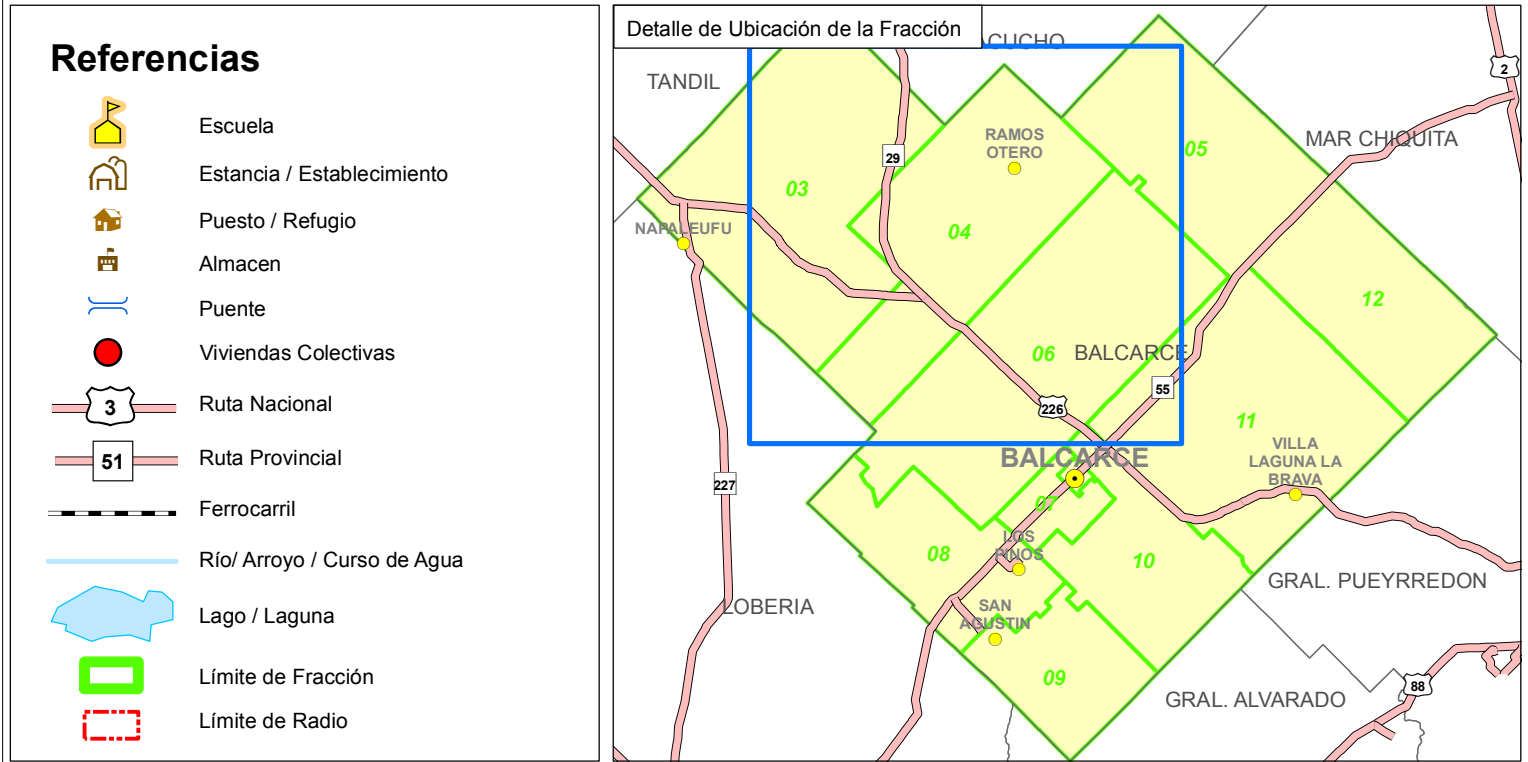 Referencias
Escuela
Estancia / Establecimiento
Puesto / Refugio
Almacen
Puente
Viviendas Colectivas
3
Ruta Nacional
51
Ruta Provincial
Ferrocarril
Río/ Arroyo / Curso de Agua
Lago / Laguna
Límite de Fracción
Límite de Radio
Detalle de Ubicación de la Fracción
ACUCHO
TANDIL
2
RAMOS
OTERO
MAR CHIQUITA
05
29
03
NAPALEUFU
04
12
06
BALCARCE
55
226
11
VILLA
LAGUNA LA
BRAVA
BALCARCE
227
07
LOS
PINOS
08
10
GRAL. PUEYRREDON
LOBERIA
SAN
AGUSTIN
09
88
GRAL. ALVARADO